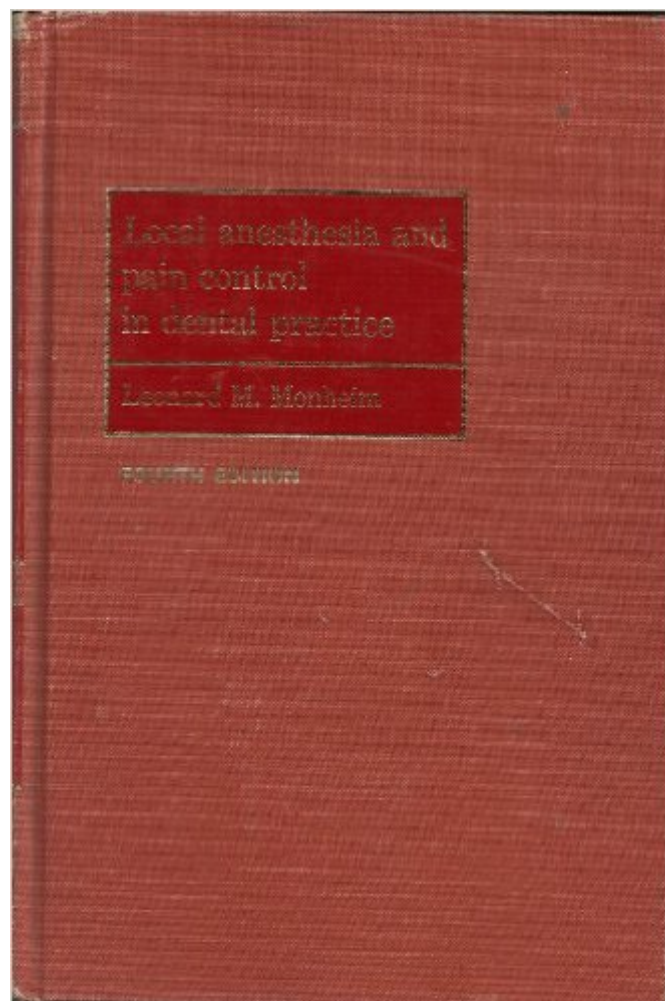 Local anesthesia and
pain control
in dental practice
Leonard M. Monheim
FOURTH EDITION